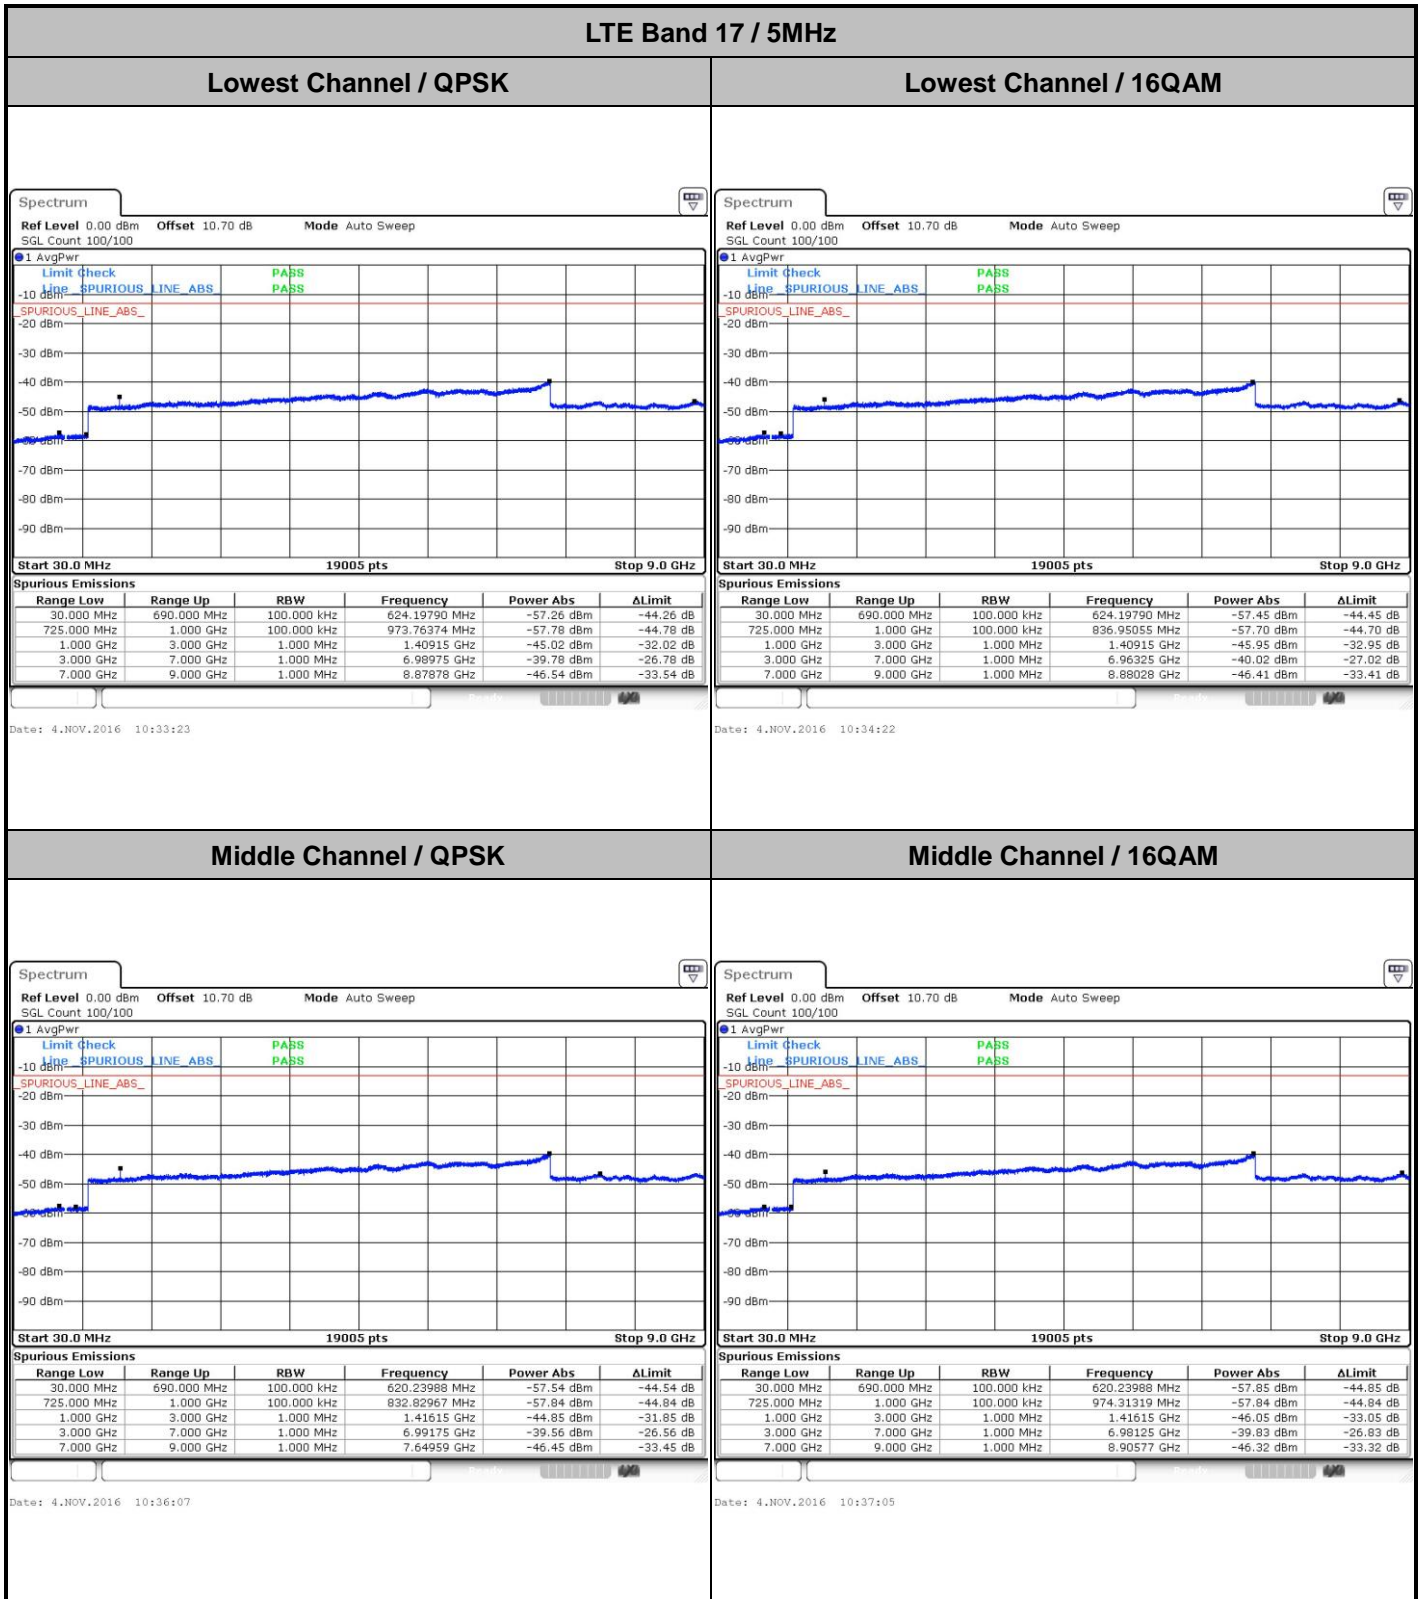 LTE Band 17 / 5MHz
Lowest Channel / QPSK
Lowest Channel / 16QAM
Spectrum
Ref Level 0.00 dBm Offset 10.70 dB Mode Auto Sweep
SGL Count 100/100
1 AvgPwr
Limit Check PASS
Line _SPURIOUS_LINE_ABS_ PASS
-10 dBm
_SPURIOUS_LINE_ABS_
-20 dBm
-30 dBm
-40 dBm
-50 dBm
-60 dBm
-70 dBm
-80 dBm
-90 dBm
Start 30.0 MHz 19005 pts Stop 9.0 GHz
Spurious Emissions
Range Low Range Up RBW Frequency Power Abs ΔLimit
30.000 MHz 690.000 MHz 100.000 kHz 624.19790 MHz -57.26 dBm -44.26 dB
725.000 MHz 1.000 GHz 100.000 kHz 973.76374 MHz -57.78 dBm -44.78 dB
1.000 GHz 3.000 GHz 1.000 MHz 1.40915 GHz -45.02 dBm -32.02 dB
3.000 GHz 7.000 GHz 1.000 MHz 6.98975 GHz -39.78 dBm -26.78 dB
7.000 GHz 9.000 GHz 1.000 MHz 8.87878 GHz -46.54 dBm -33.54 dB
Date: 4.NOV.2016 10:33:23
Spectrum
Ref Level 0.00 dBm Offset 10.70 dB Mode Auto Sweep
SGL Count 100/100
1 AvgPwr
Limit Check PASS
Line _SPURIOUS_LINE_ABS_ PASS
-10 dBm
_SPURIOUS_LINE_ABS_
-20 dBm
-30 dBm
-40 dBm
-50 dBm
-60 dBm
-70 dBm
-80 dBm
-90 dBm
Start 30.0 MHz 19005 pts Stop 9.0 GHz
Spurious Emissions
Range Low Range Up RBW Frequency Power Abs ΔLimit
30.000 MHz 690.000 MHz 100.000 kHz 624.19790 MHz -57.45 dBm -44.45 dB
725.000 MHz 1.000 GHz 100.000 kHz 836.95055 MHz -57.70 dBm -44.70 dB
1.000 GHz 3.000 GHz 1.000 MHz 1.40915 GHz -45.95 dBm -32.95 dB
3.000 GHz 7.000 GHz 1.000 MHz 6.96325 GHz -40.02 dBm -27.02 dB
7.000 GHz 9.000 GHz 1.000 MHz 8.88028 GHz -46.41 dBm -33.41 dB
Date: 4.NOV.2016 10:34:22
Middle Channel / QPSK
Middle Channel / 16QAM
Spectrum
Ref Level 0.00 dBm Offset 10.70 dB Mode Auto Sweep
SGL Count 100/100
1 AvgPwr
Limit Check PASS
Line _SPURIOUS_LINE_ABS_ PASS
-10 dBm
_SPURIOUS_LINE_ABS_
-20 dBm
-30 dBm
-40 dBm
-50 dBm
-60 dBm
-70 dBm
-80 dBm
-90 dBm
Start 30.0 MHz 19005 pts Stop 9.0 GHz
Spurious Emissions
Range Low Range Up RBW Frequency Power Abs ΔLimit
30.000 MHz 690.000 MHz 100.000 kHz 620.23988 MHz -57.54 dBm -44.54 dB
725.000 MHz 1.000 GHz 100.000 kHz 832.82967 MHz -57.84 dBm -44.84 dB
1.000 GHz 3.000 GHz 1.000 MHz 1.41615 GHz -44.85 dBm -31.85 dB
3.000 GHz 7.000 GHz 1.000 MHz 6.99175 GHz -39.56 dBm -26.56 dB
7.000 GHz 9.000 GHz 1.000 MHz 7.64959 GHz -46.45 dBm -33.45 dB
Date: 4.NOV.2016 10:36:07
Spectrum
Ref Level 0.00 dBm Offset 10.70 dB Mode Auto Sweep
SGL Count 100/100
1 AvgPwr
Limit Check PASS
Line _SPURIOUS_LINE_ABS_ PASS
-10 dBm
_SPURIOUS_LINE_ABS_
-20 dBm
-30 dBm
-40 dBm
-50 dBm
-60 dBm
-70 dBm
-80 dBm
-90 dBm
Start 30.0 MHz 19005 pts Stop 9.0 GHz
Spurious Emissions
Range Low Range Up RBW Frequency Power Abs ΔLimit
30.000 MHz 690.000 MHz 100.000 kHz 620.23988 MHz -57.85 dBm -44.85 dB
725.000 MHz 1.000 GHz 100.000 kHz 974.31319 MHz -57.84 dBm -44.84 dB
1.000 GHz 3.000 GHz 1.000 MHz 1.41615 GHz -46.05 dBm -33.05 dB
3.000 GHz 7.000 GHz 1.000 MHz 6.98125 GHz -39.83 dBm -26.83 dB
7.000 GHz 9.000 GHz 1.000 MHz 8.90577 GHz -46.32 dBm -33.32 dB
Date: 4.NOV.2016 10:37:05